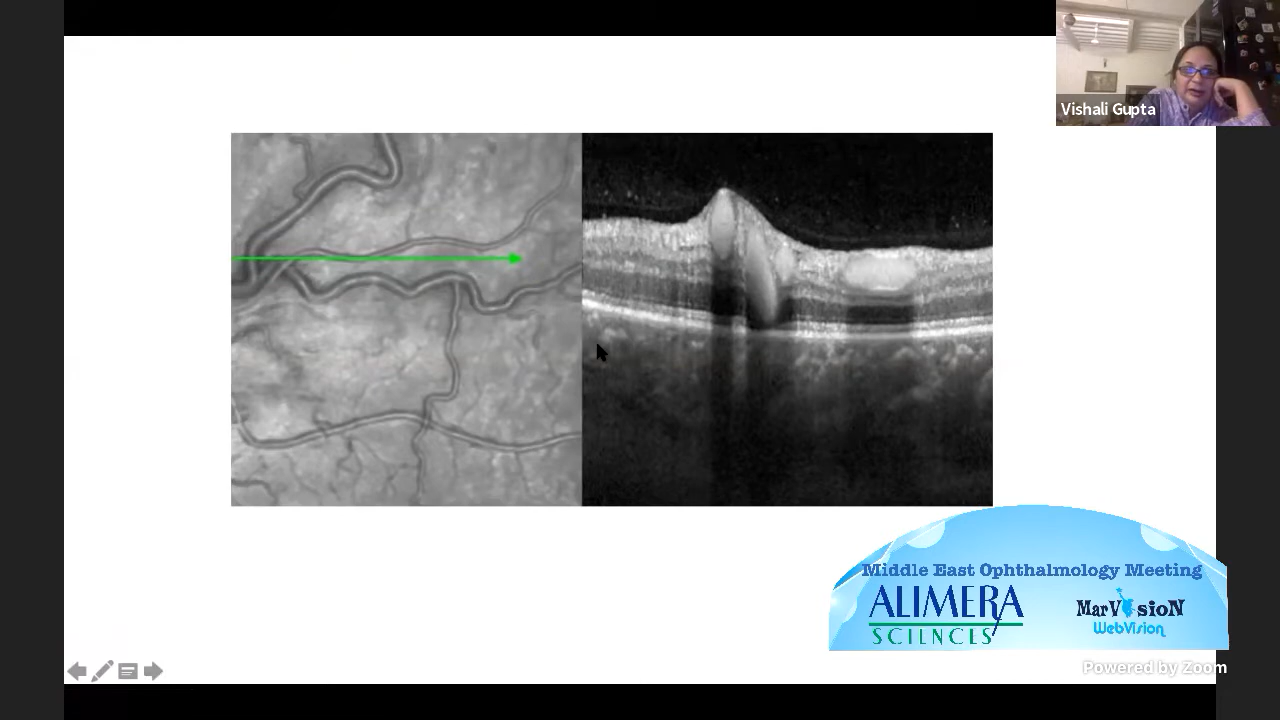 Vishali Gupta
Middle East Ophthalmology Meeting
ALIMERA
SCIENCES
MarVisioN
WebVision
Powered by Zoom